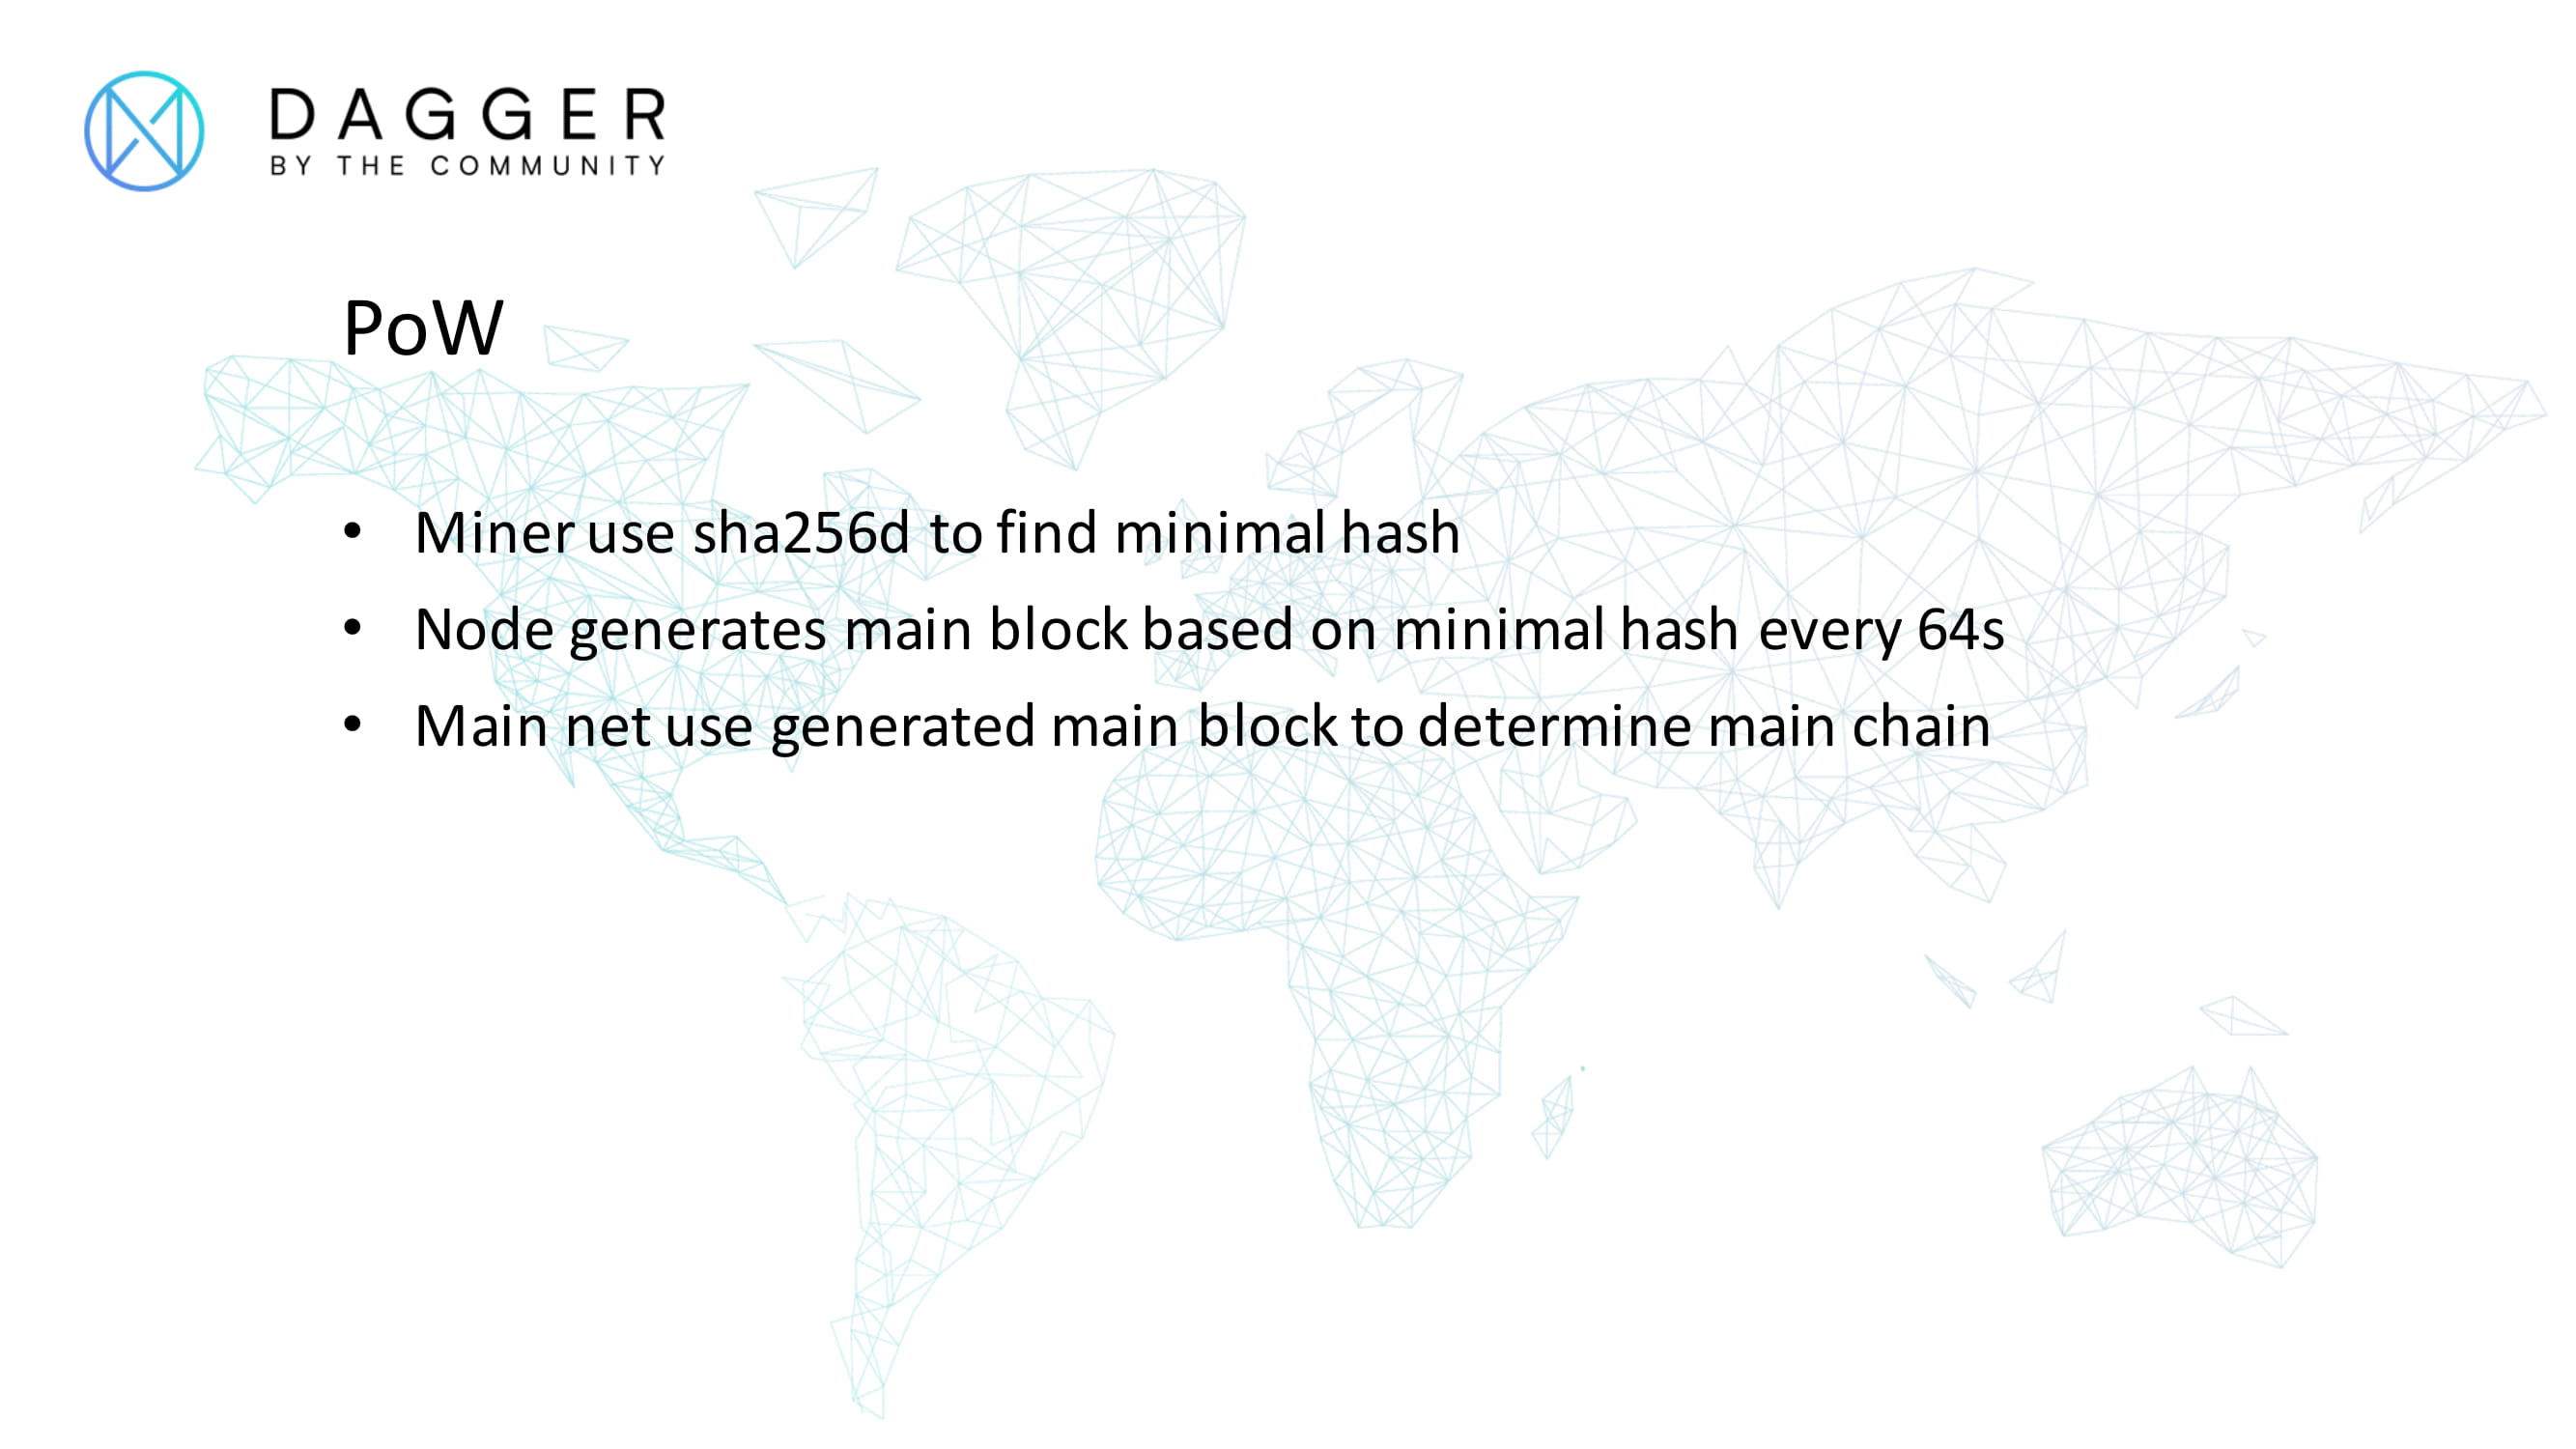 DAGGER
BY THE COMMUNITY
PoW
• Miner use sha256d to find minimal hash
• Node generates main block based on minimal hash every 64s
• Main net use generated main block to determine main chain